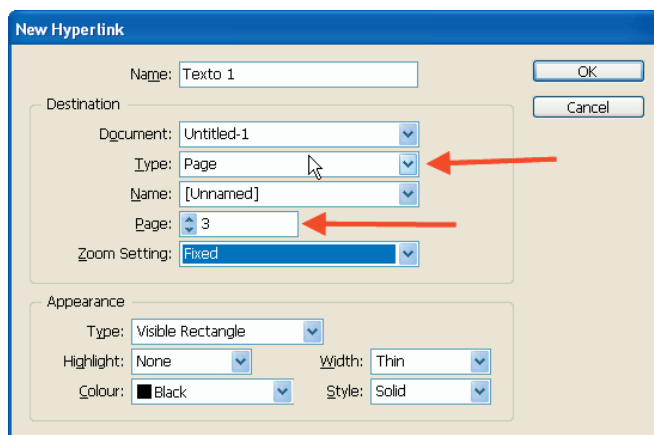 New Hyperlink
Name: Texto 1
OK
Destination
Cancel
Document: Untitled-1
Type: Page
Name: [Unnamed]
Page: 3
Zoom Setting: Fixed
Appearance
Type: Visible Rectangle
Highlight: None Width: Thin
Colour: Black Style: Solid